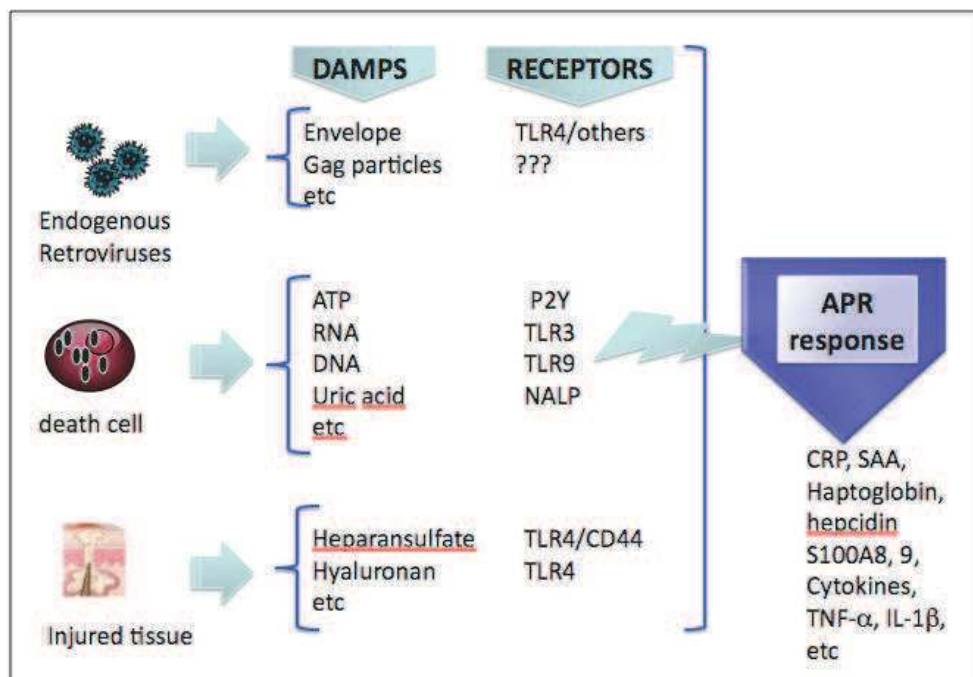 DAMPS
RECEPTORS
Endogenous
Retroviruses
Envelope
Gag particles
etc
TLR4/others
???
death cell
ATP
RNA
DNA
Uric acid
etc
P2Y
TLR3
TLR9
NALP
Injured tissue
Heparansulfate
Hyaluronan
etc
TLR4/CD44
TLR4
APR
response
CRP, SAA,
Haptoglobin,
hepcidin
S100A8, 9,
Cytokines,
TNF-α, IL-1β,
etc